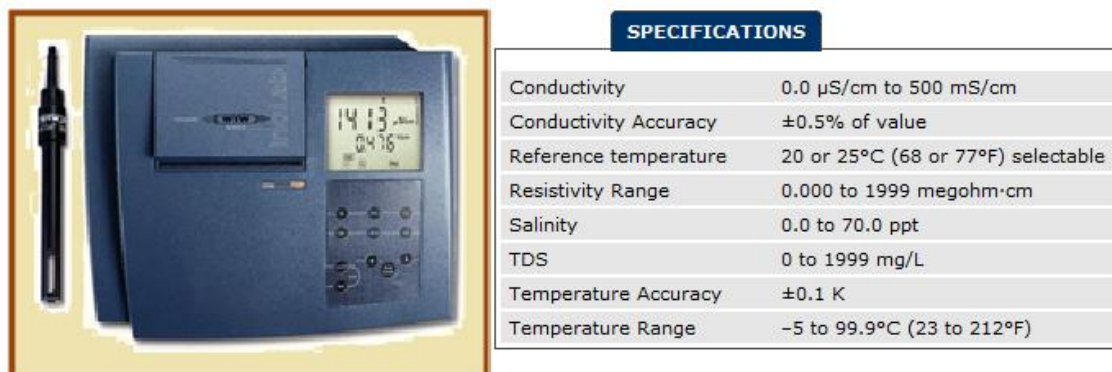 WTW
1413
0.476
SPECIFICATIONS
Conductivity 0.0 µS/cm to 500 mS/cm
Conductivity Accuracy ±0.5% of value
Reference temperature 20 or 25°C (68 or 77°F) selectable
Resistivity Range 0.000 to 1999 megohm·cm
Salinity 0.0 to 70.0 ppt
TDS 0 to 1999 mg/L
Temperature Accuracy ±0.1 K
Temperature Range –5 to 99.9°C (23 to 212°F)